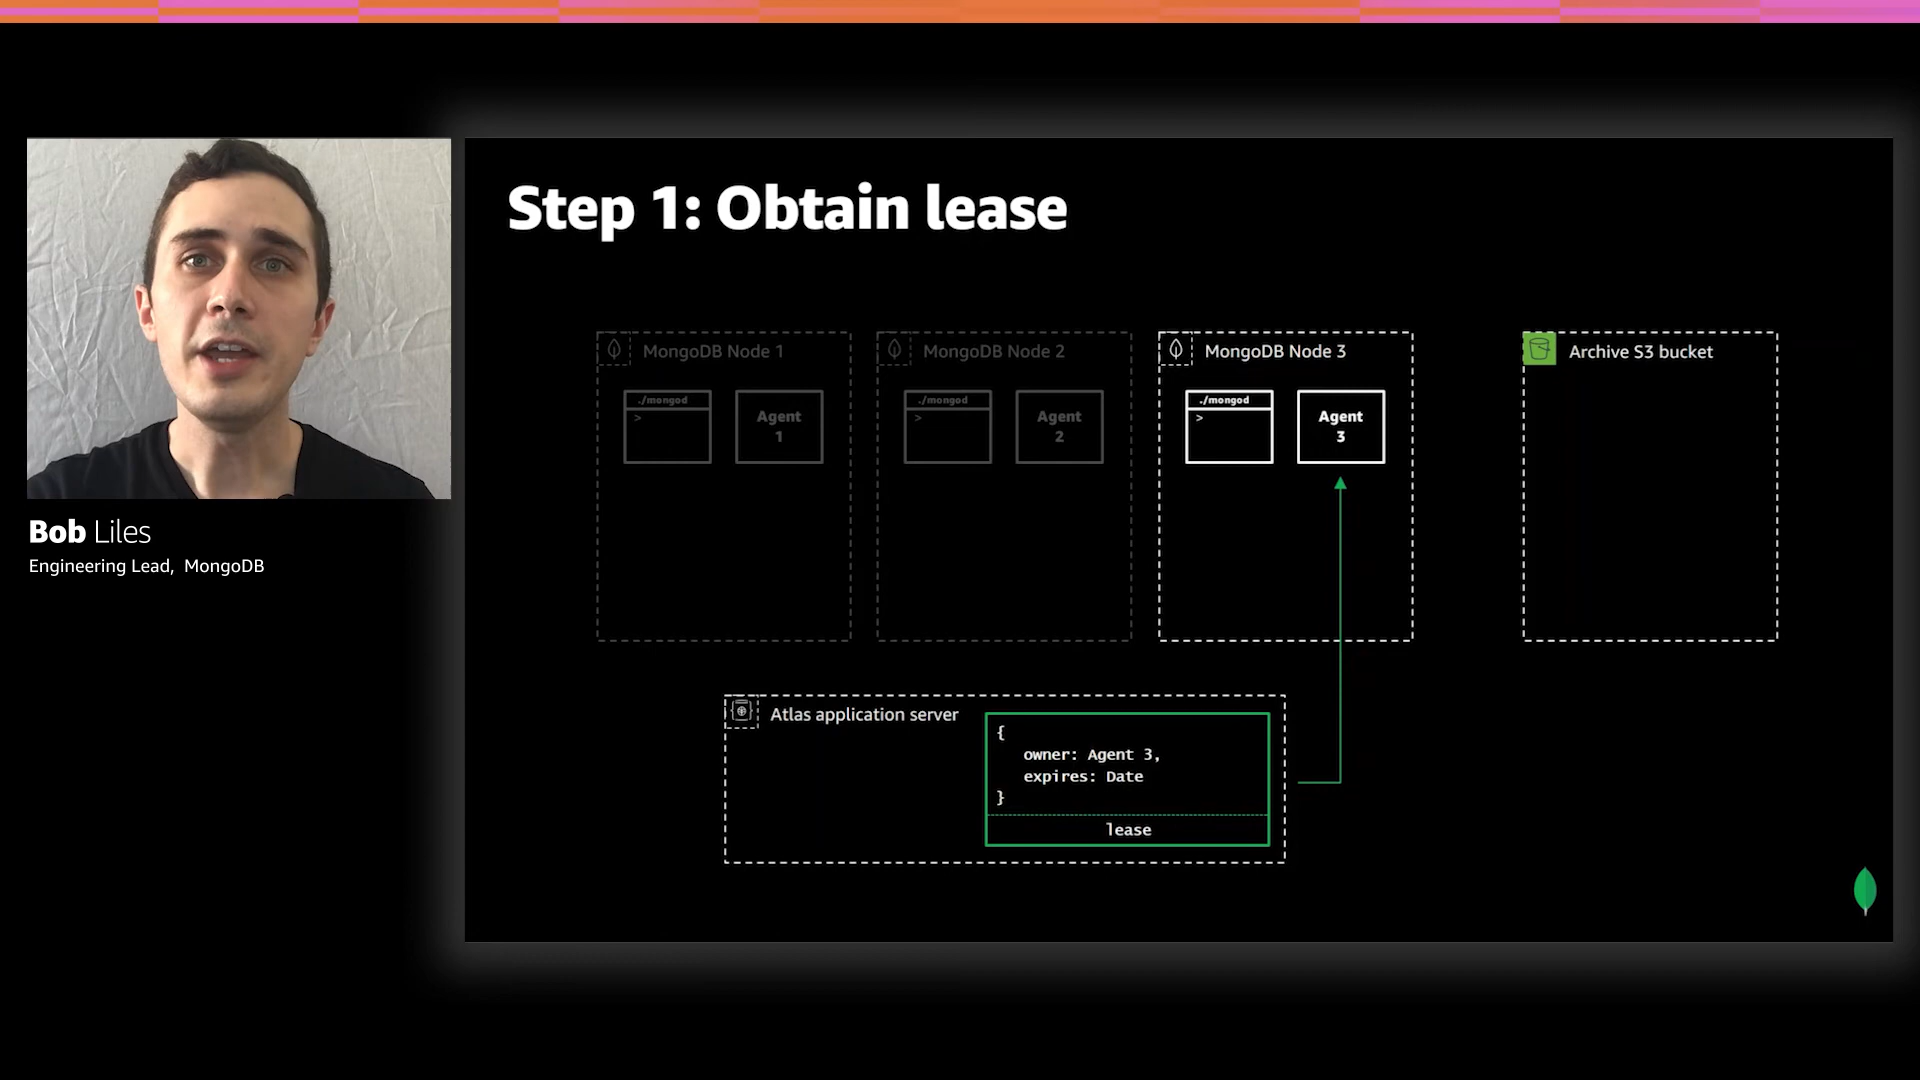 Step 1: Obtain lease
MongoDB Node 1
./mongod
>
Agent
1
MongoDB Node 2
./mongod
>
Agent
2
MongoDB Node 3
./mongod
>
Agent
3
Archive S3 bucket
Bob Liles
Engineering Lead, MongoDB
Atlas application server
{
owner: Agent 3,
expires: Date
}
lease